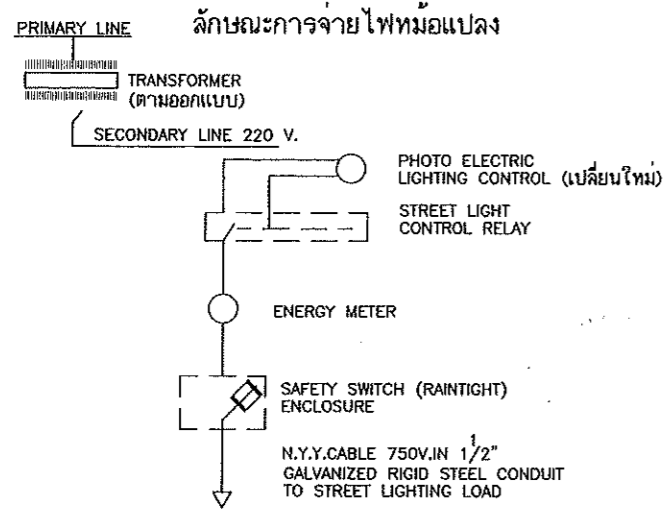 ลักษณะการจ่ายไฟหม้อแปลง
PRIMARY LINE
TRANSFORMER
(ตามออกแบบ)
SECONDARY LINE 220 V.
PHOTO ELECTRIC
LIGHTING CONTROL (เปลี่ยนใหม่)
STREET LIGHT
CONTROL RELAY
ENERGY METER
SAFETY SWITCH (RAINTIGHT)
ENCLOSURE
N.Y.Y.CABLE 750V.IN 1/2"
GALVANIZED RIGID STEEL CONDUIT
TO STREET LIGHTING LOAD